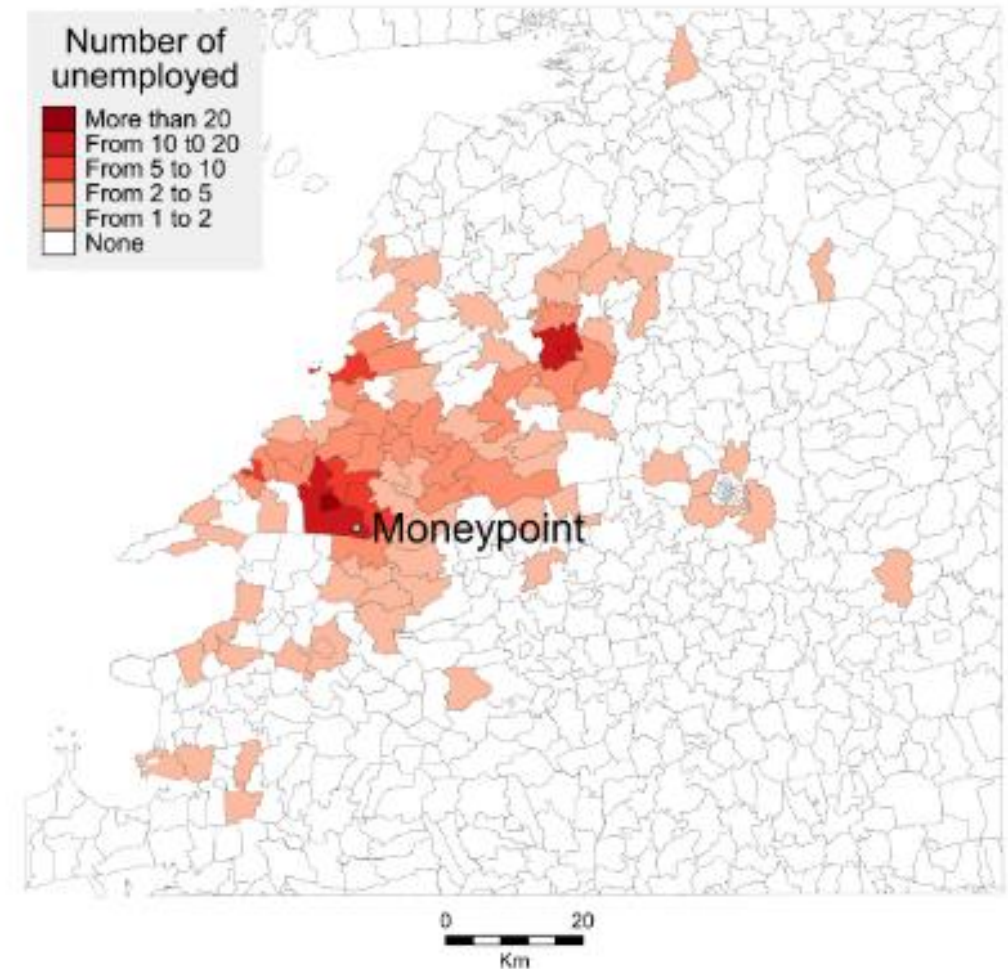 Number of
unemployed
More than 20
From 10 t0 20
From 5 to 10
From 2 to 5
From 1 to 2
None
Moneypoint
0 20
Km